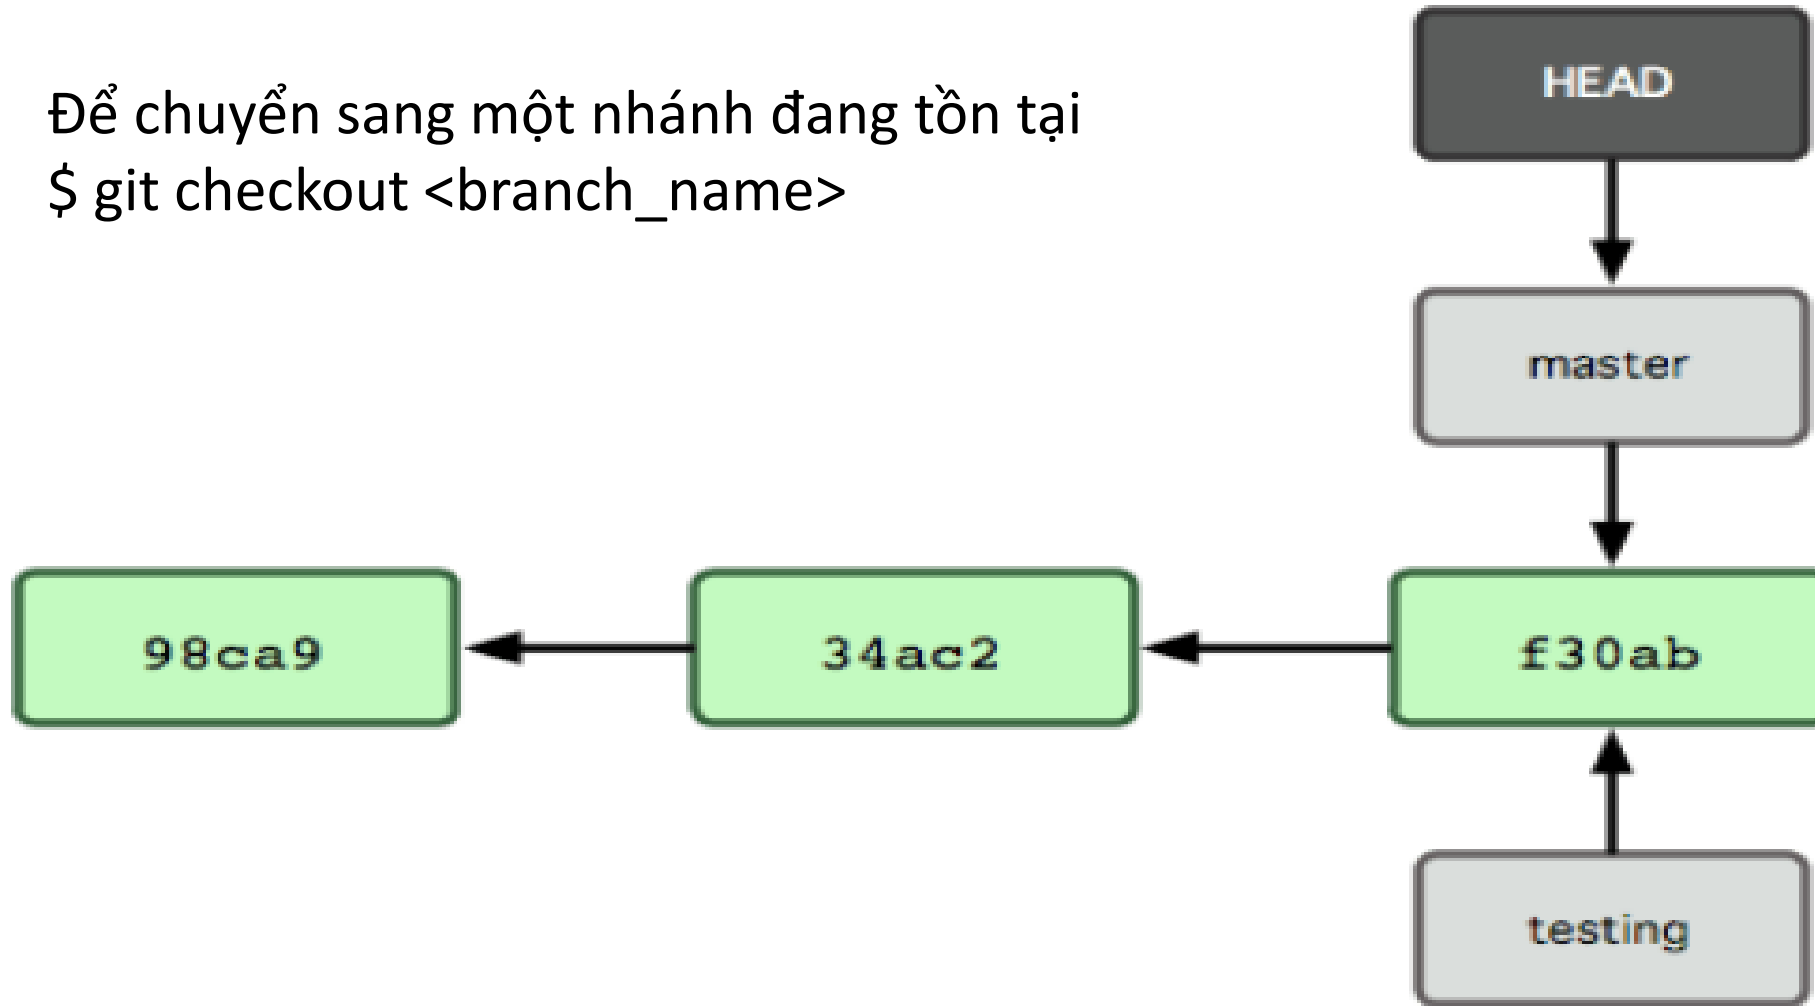 Để chuyển sang một nhánh đang tồn tại
$ git checkout <branch_name>
HEAD
master
98ca9
34ac2
f30ab
testing